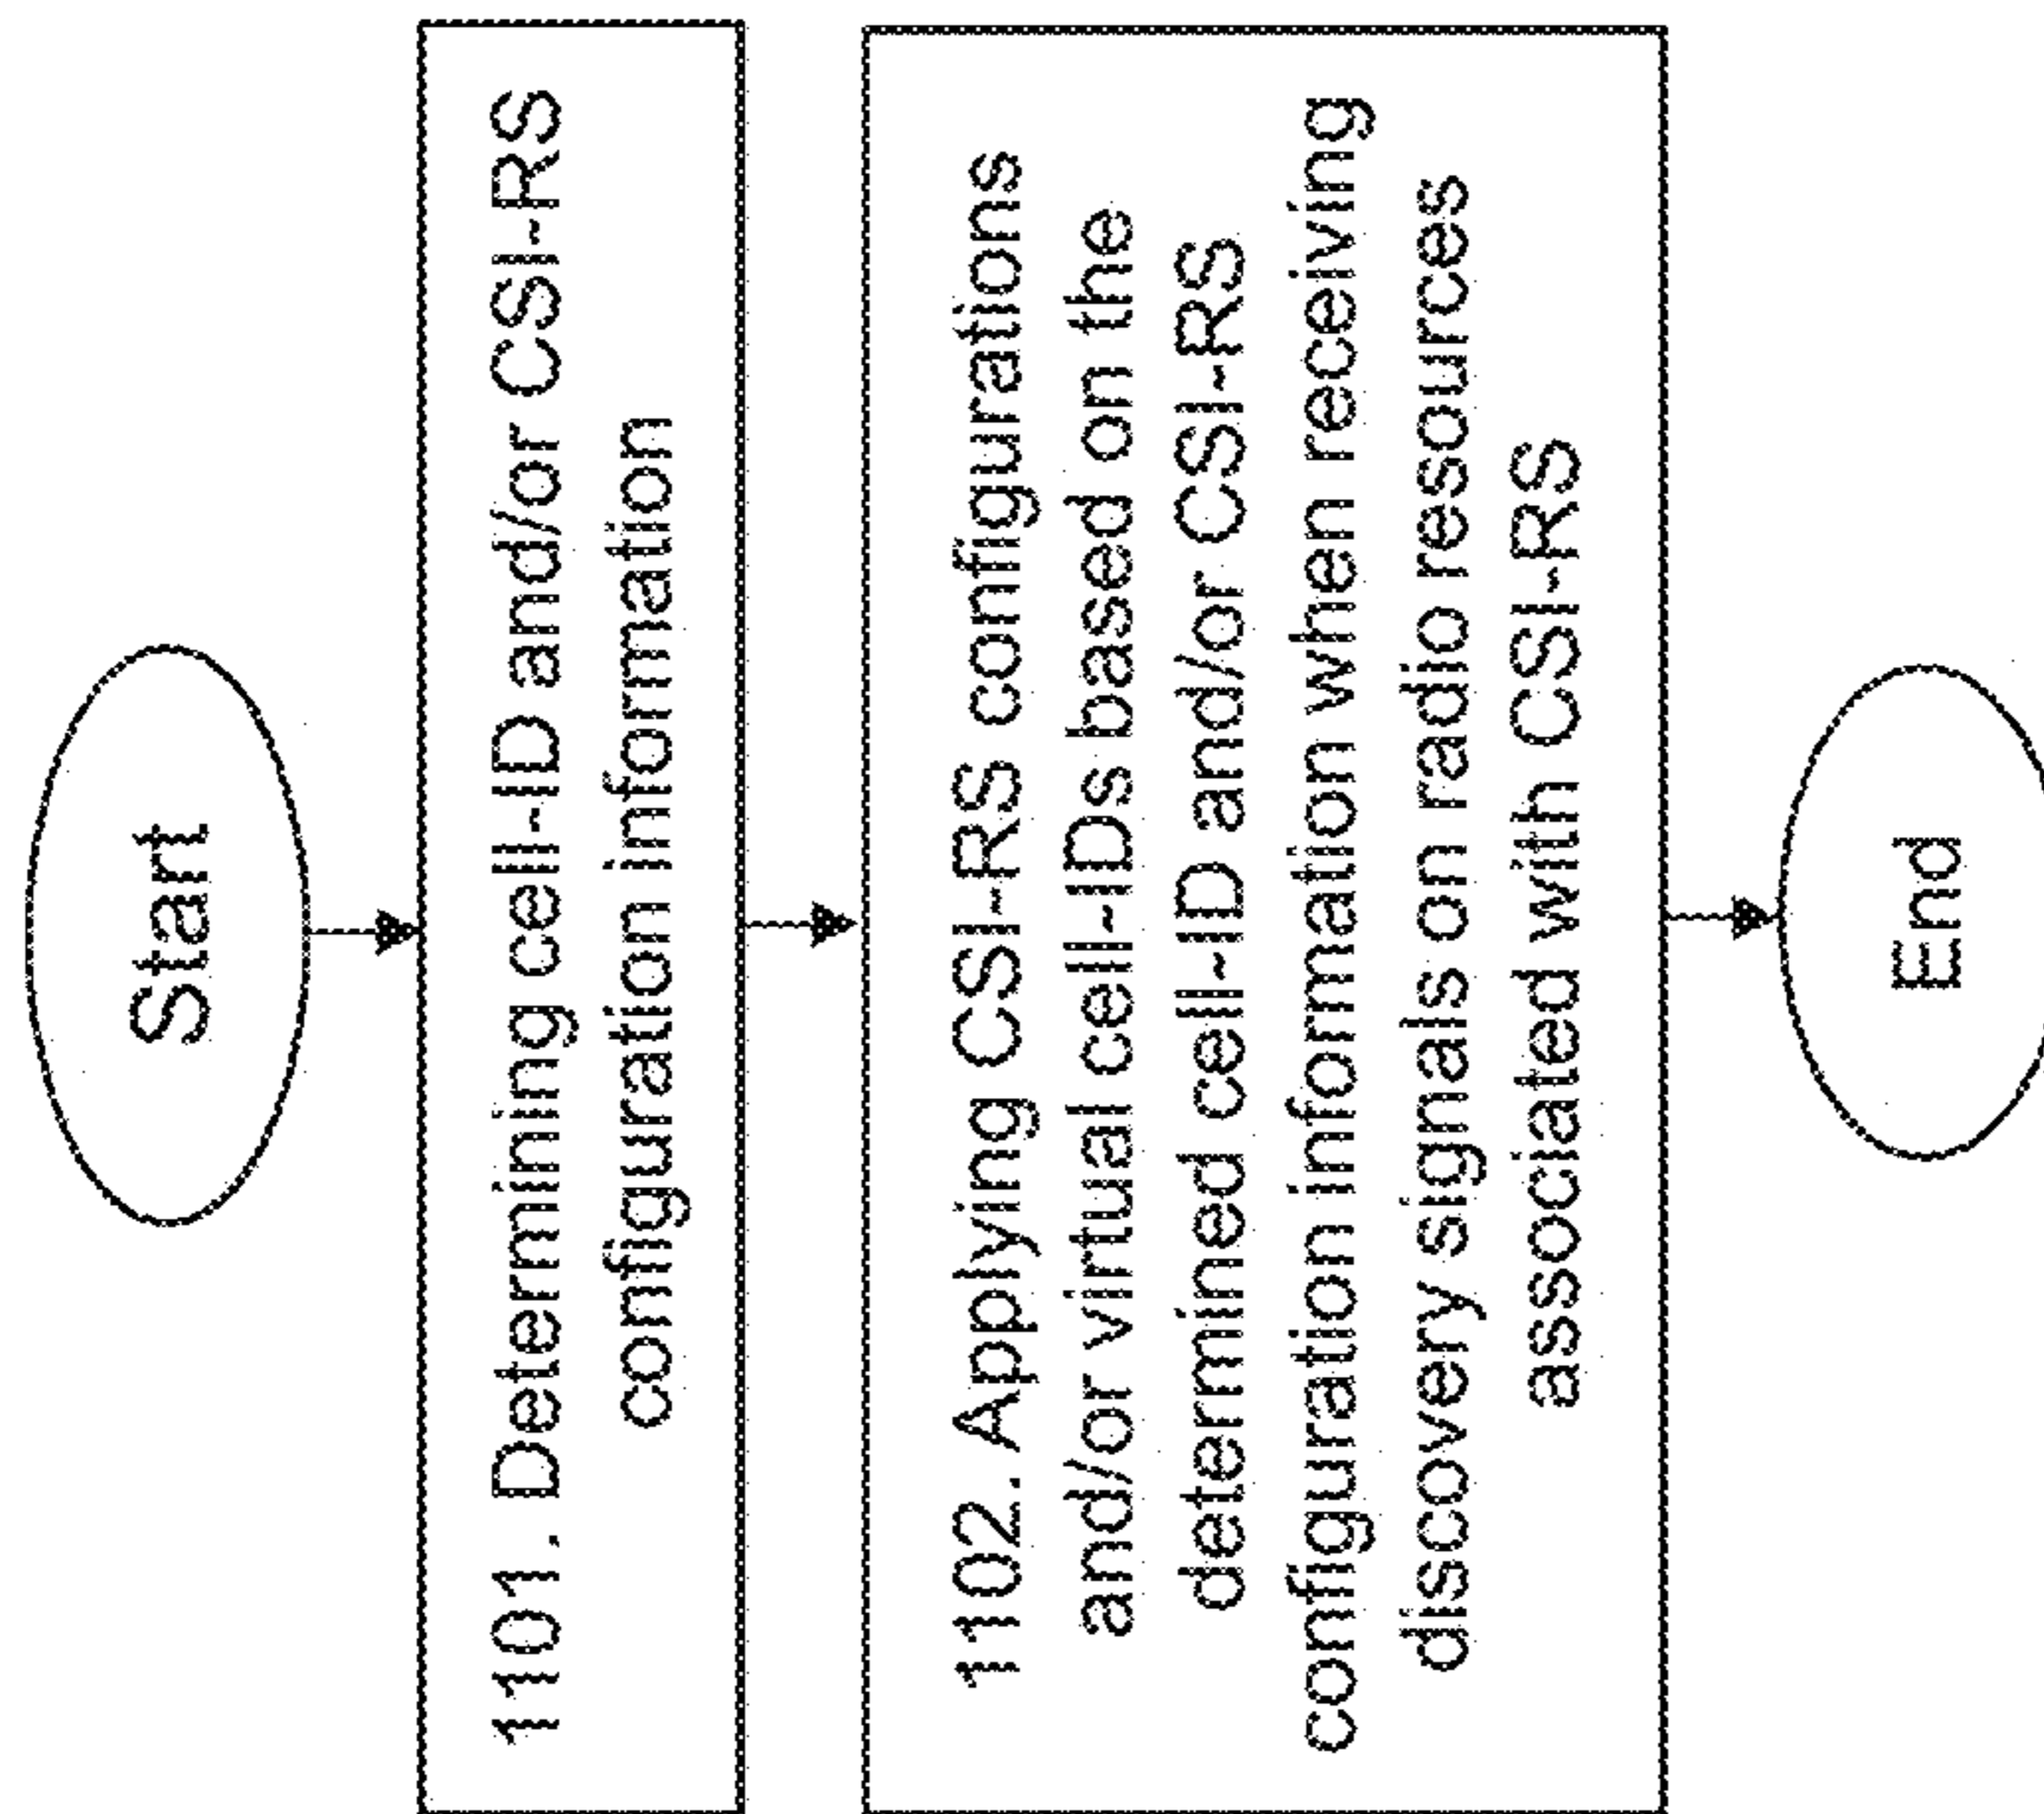 Start
1101. Determining cell-ID and/or CSI-RS
configuration information
1102. Applying CSI-RS configurations
and/or virtual cell-IDs based on the
determined cell-ID and/or CSI-RS
configuration information when receiving
discovery signals on radio resources
associated with CSI-RS
End